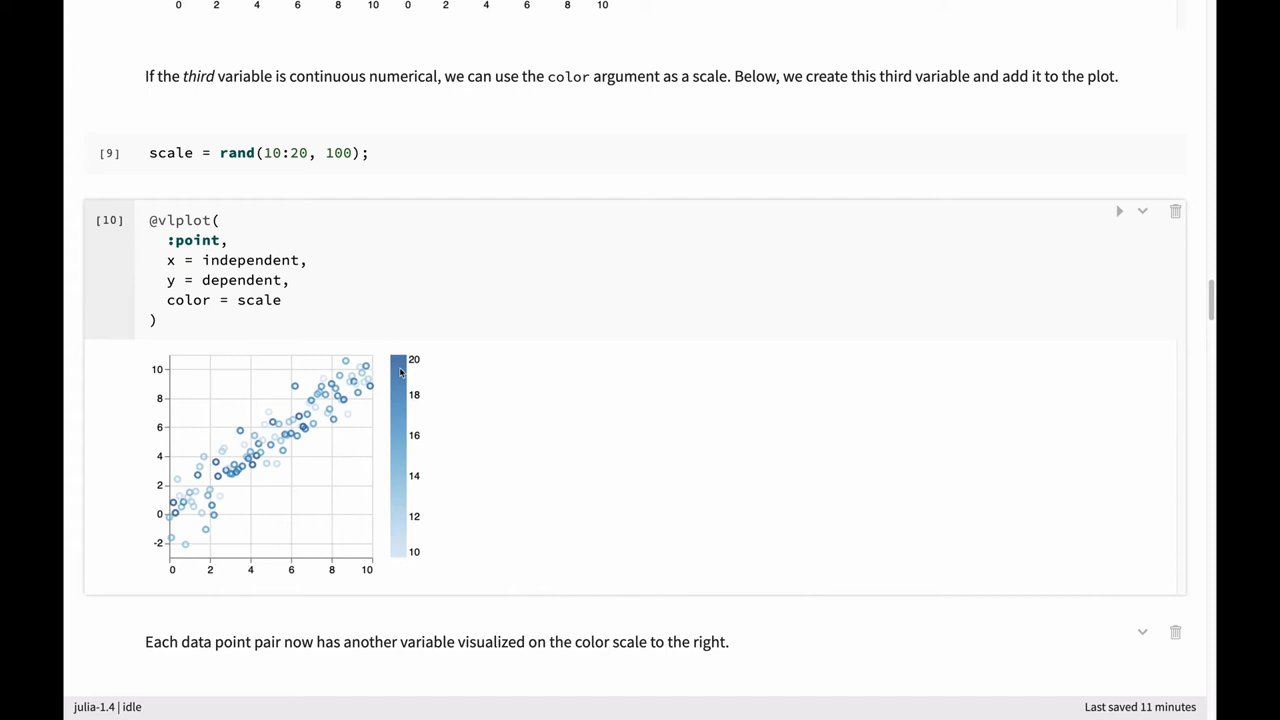 0 2 4 6 8 10 0 2 4 6 8 10
If the third variable is continuous numerical, we can use the color argument as a scale. Below, we create this third variable and add it to the plot.
[9] scale = rand(10:20, 100);
[10] @vlplot(
:point,
x = independent,
y = dependent,
color = scale
)
20
10
18
8
6
16
4
14
2
0
12
-2
10
0 2 4 6 8 10
Each data point pair now has another variable visualized on the color scale to the right.
julia-1.4 | idle Last saved 11 minutes